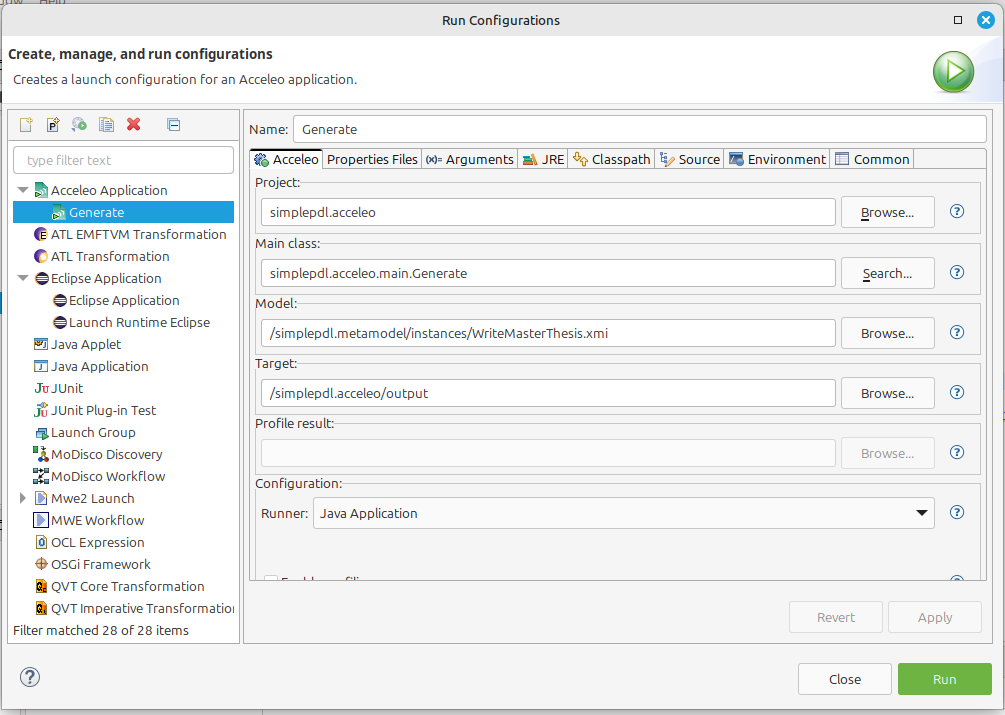 Help
Run Configurations
Create, manage, and run configurations
Creates a launch configuration for an Acceleo application.
type filter text
Acceleo Application
Generate
ATL EMFTVM Transformation
ATL Transformation
Eclipse Application
Eclipse Application
Launch Runtime Eclipse
Java Applet
Java Application
JUnit
JUnit Plug-in Test
Launch Group
MoDisco Discovery
MoDisco Workflow
Mwe2 Launch
MWE Workflow
OCL Expression
OSGi Framework
QVT Core Transformation
QVT Imperative Transformation
Filter matched 28 of 28 items
Name: Generate
Acceleo Properties Files (x)= Arguments JRE Classpath Source Environment Common
Project:
simplepdl.acceleo Browse...
Main class:
simplepdl.acceleo.main.Generate Search...
Model:
/simplepdl.metamodel/instances/WriteMasterThesis.xmi Browse...
Target:
/simplepdl.acceleo/output Browse...
Profile result:
Browse...
Configuration:
Runner: Java Application
Revert Apply
Close Run